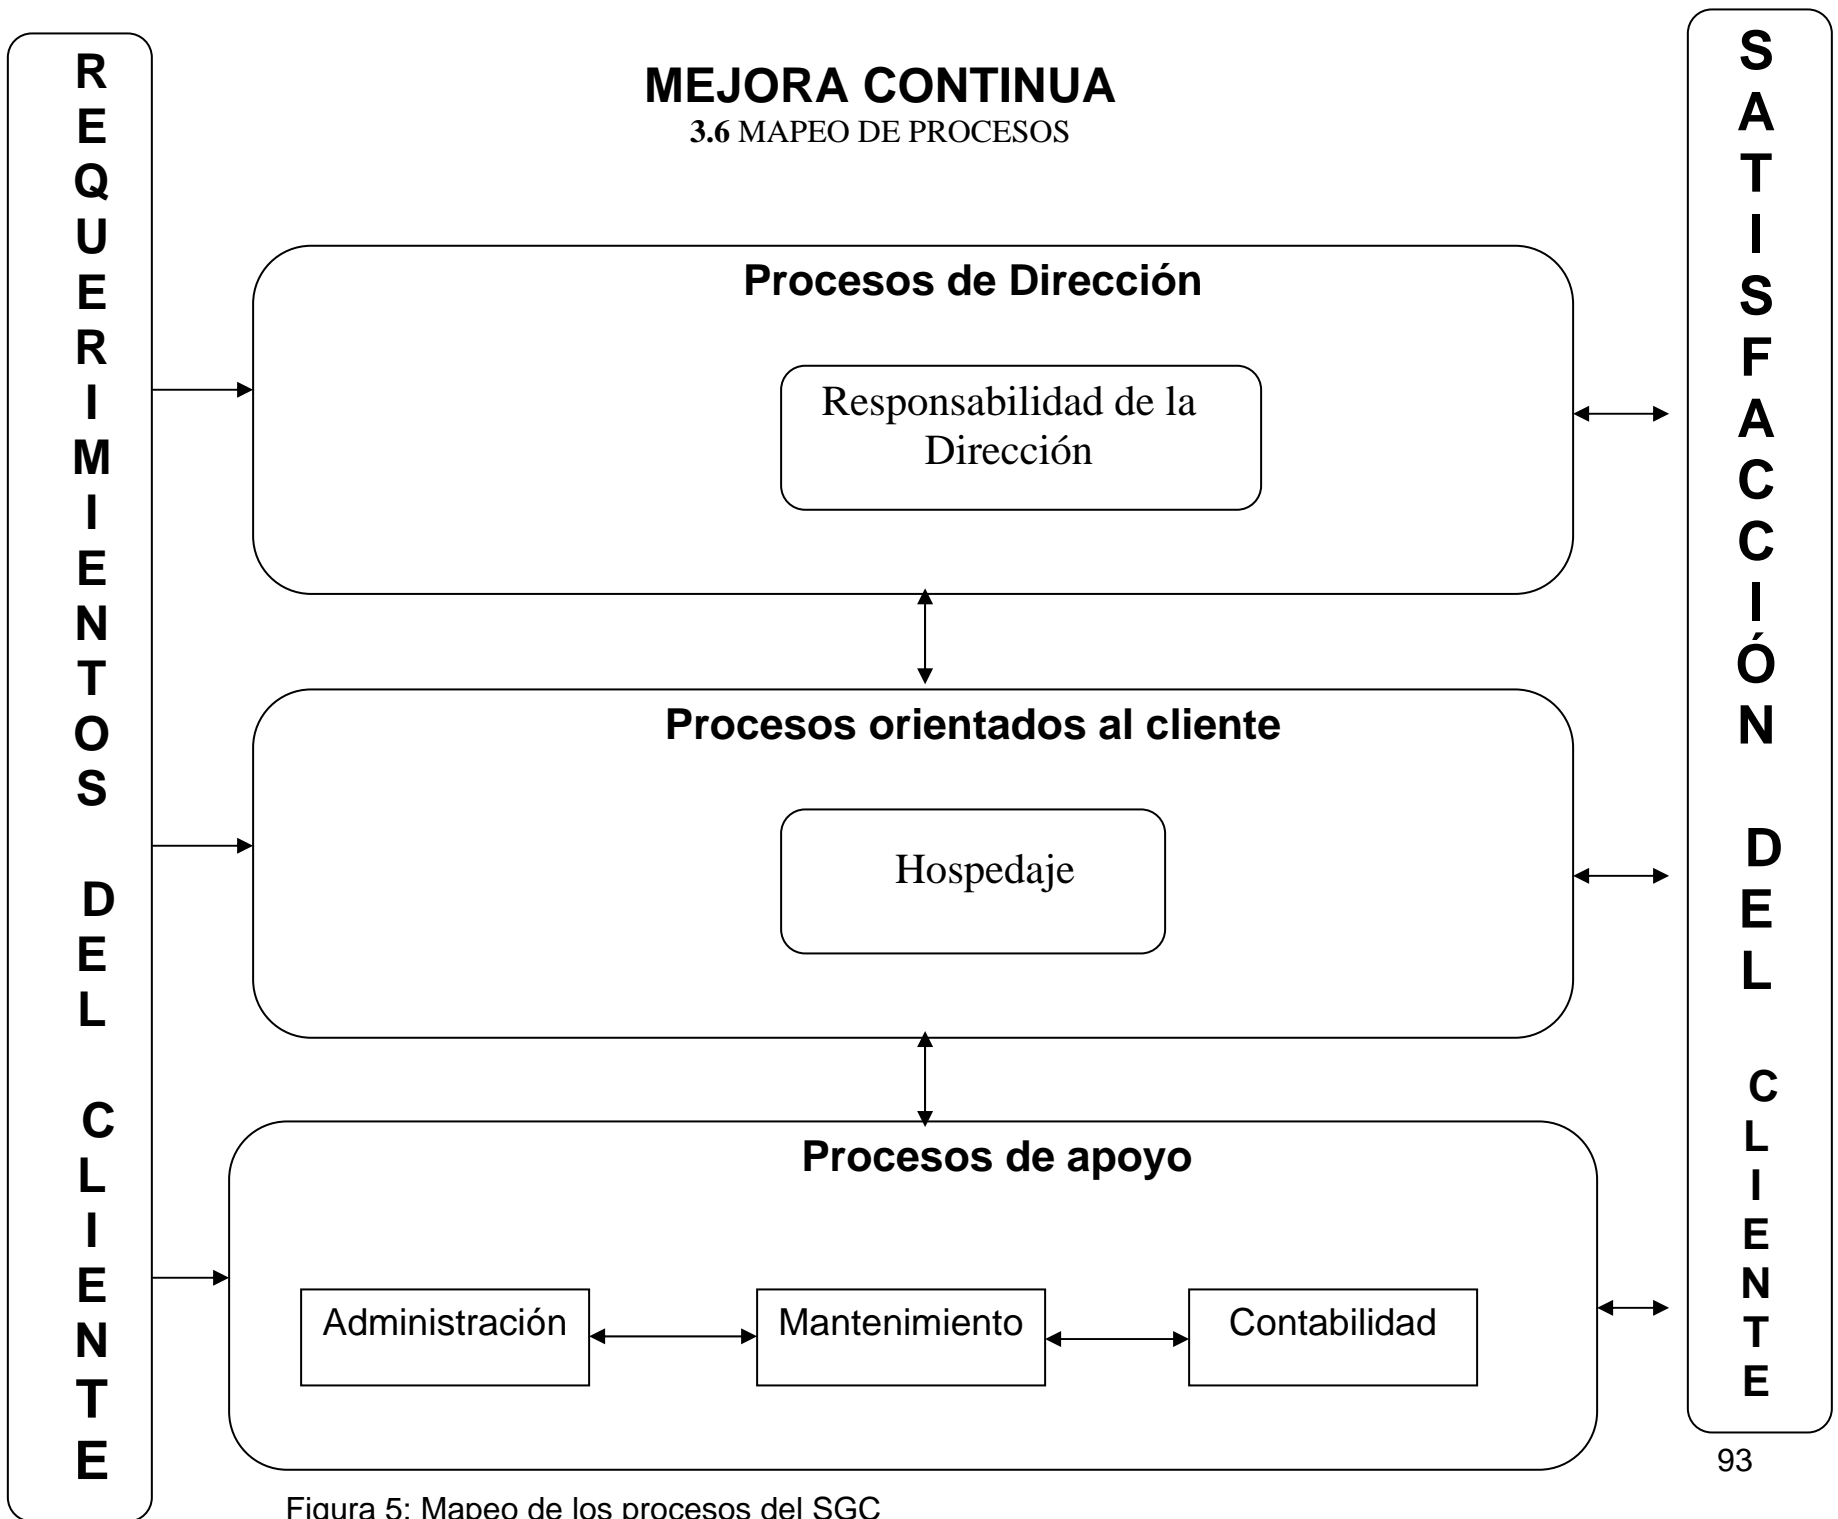 REQUERIMIENTOS DEL CLIENTE
MEJORA CONTINUA
3.6 MAPEO DE PROCESOS
Procesos de Dirección
Responsabilidad de la
Dirección
Procesos orientados al cliente
Hospedaje
Procesos de apoyo
Administración
Mantenimiento
Contabilidad
SATISFACCIÓN DEL CLIENTE
93
Figura 5: Mapeo de los procesos del SGC